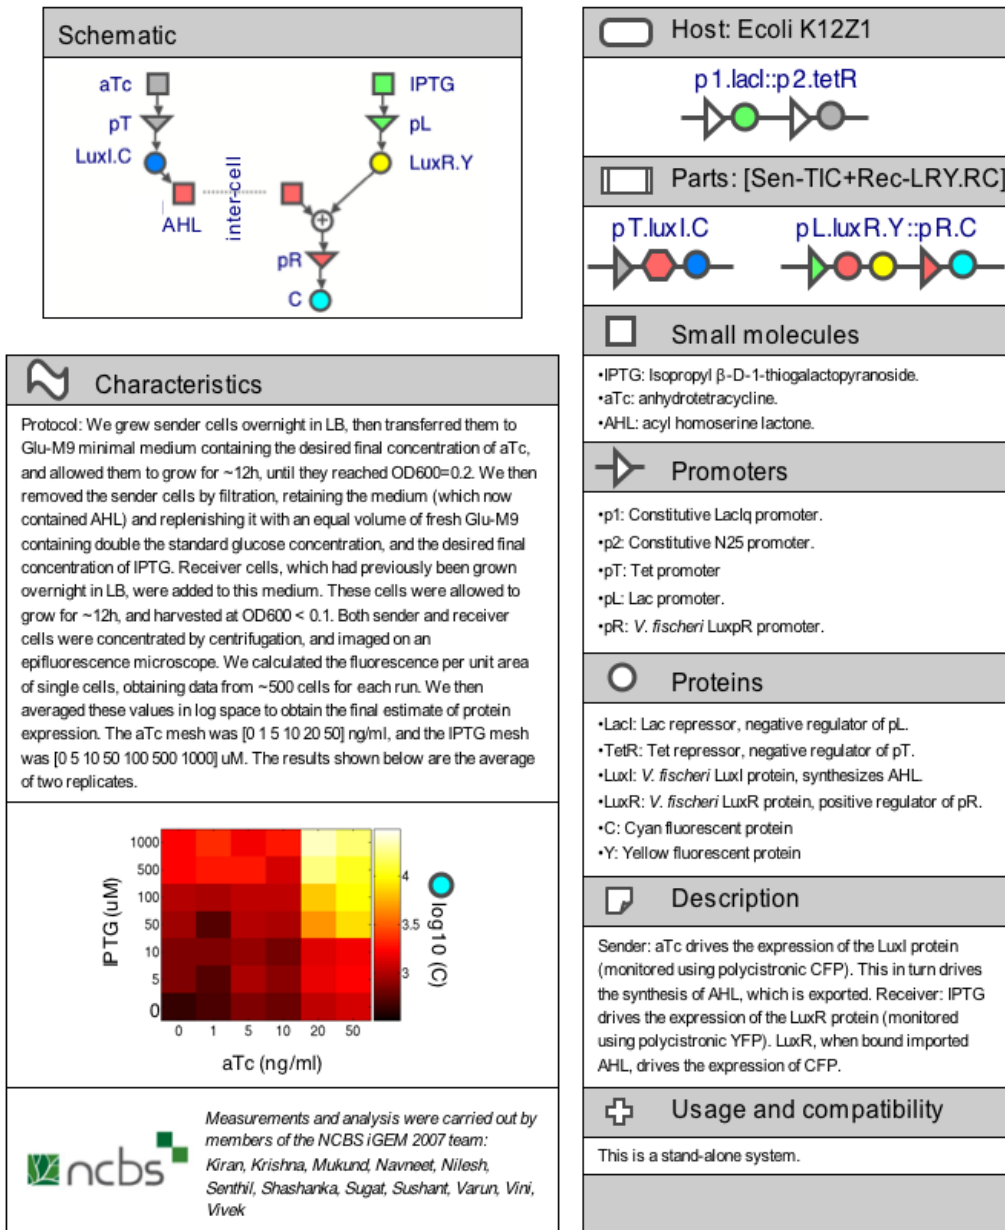 Schematic
aTc
IPTG
pT
pL
LuxI.C
LuxR.Y
inter-cell
AHL
pR
C
Characteristics
Protocol: We grew sender cells overnight in LB, then transferred them to
Glu-M9 minimal medium containing the desired final concentration of aTc,
and allowed them to grow for ~12h, until they reached OD600=0.2. We then
removed the sender cells by filtration, retaining the medium (which now
contained AHL) and replenishing it with an equal volume of fresh Glu-M9
containing double the standard glucose concentration, and the desired final
concentration of IPTG. Receiver cells, which had previously been grown
overnight in LB, were added to this medium. These cells were allowed to
grow for ~12h, and harvested at OD600 < 0.1. Both sender and receiver
cells were concentrated by centrifugation, and imaged on an
epifluorescence microscope. We calculated the fluorescence per unit area
of single cells, obtaining data from ~500 cells for each run. We then
averaged these values in log space to obtain the final estimate of protein
expression. The aTc mesh was [0 1 5 10 20 50] ng/ml, and the IPTG mesh
was [0 5 10 50 100 500 1000] uM. The results shown below are the average
of two replicates.
IPTG (uM)
1000
500
100
50
10
5
0
0 1 5 10 20 50
aTc (ng/ml)
4
3.5
3
log10 (C)
ncbs
Measurements and analysis were carried out by
members of the NCBS iGEM 2007 team:
Kiran, Krishna, Mukund, Navneet, Nilesh,
Senthil, Shashanka, Sugat, Sushant, Varun, Vini,
Vivek
Host: Ecoli K12Z1
p1.lacI::p2.tetR
Parts: [Sen-TIC+Rec-LRY.RC]
pT.luxI.C
pL.luxR.Y::pR.C
Small molecules
•IPTG: Isopropyl β-D-1-thiogalactopyranoside.
•aTc: anhydrotetracycline.
•AHL: acyl homoserine lactone.
Promoters
•p1: Constitutive LacIq promoter.
•p2: Constitutive N25 promoter.
•pT: Tet promoter
•pL: Lac promoter.
•pR: V. fischeri LuxpR promoter.
Proteins
•LacI: Lac repressor, negative regulator of pL.
•TetR: Tet repressor, negative regulator of pT.
•LuxI: V. fischeri LuxI protein, synthesizes AHL.
•LuxR: V. fischeri LuxR protein, positive regulator of pR.
•C: Cyan fluorescent protein
•Y: Yellow fluorescent protein
Description
Sender: aTc drives the expression of the LuxI protein
(monitored using polycistronic CFP). This in turn drives
the synthesis of AHL, which is exported. Receiver: IPTG
drives the expression of the LuxR protein (monitored
using polycistronic YFP). LuxR, when bound imported
AHL, drives the expression of CFP.
Usage and compatibility
This is a stand-alone system.